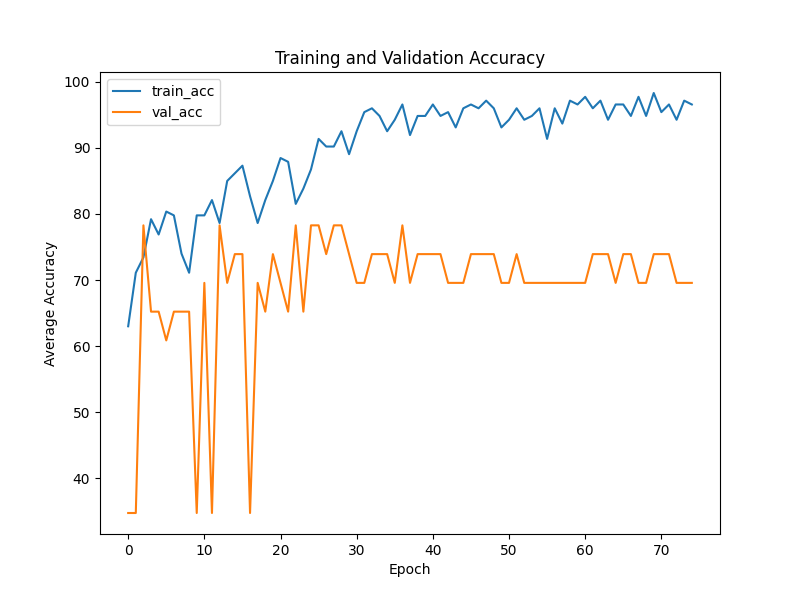 Training and Validation Accuracy
train_acc
val_acc
100
90
80
70
60
50
40
Average Accuracy
0 10 20 30 40 50 60 70
Epoch